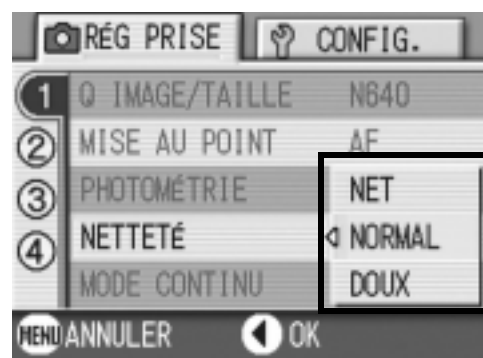 RÉG PRISE CONFIG.
1 Q IMAGE/TAILLE N640
2 MISE AU POINT AF
3 PHOTOMÉTRIE NET
4 NETTETÉ NORMAL
MODE CONTINU DOUX
MENU ANNULER OK